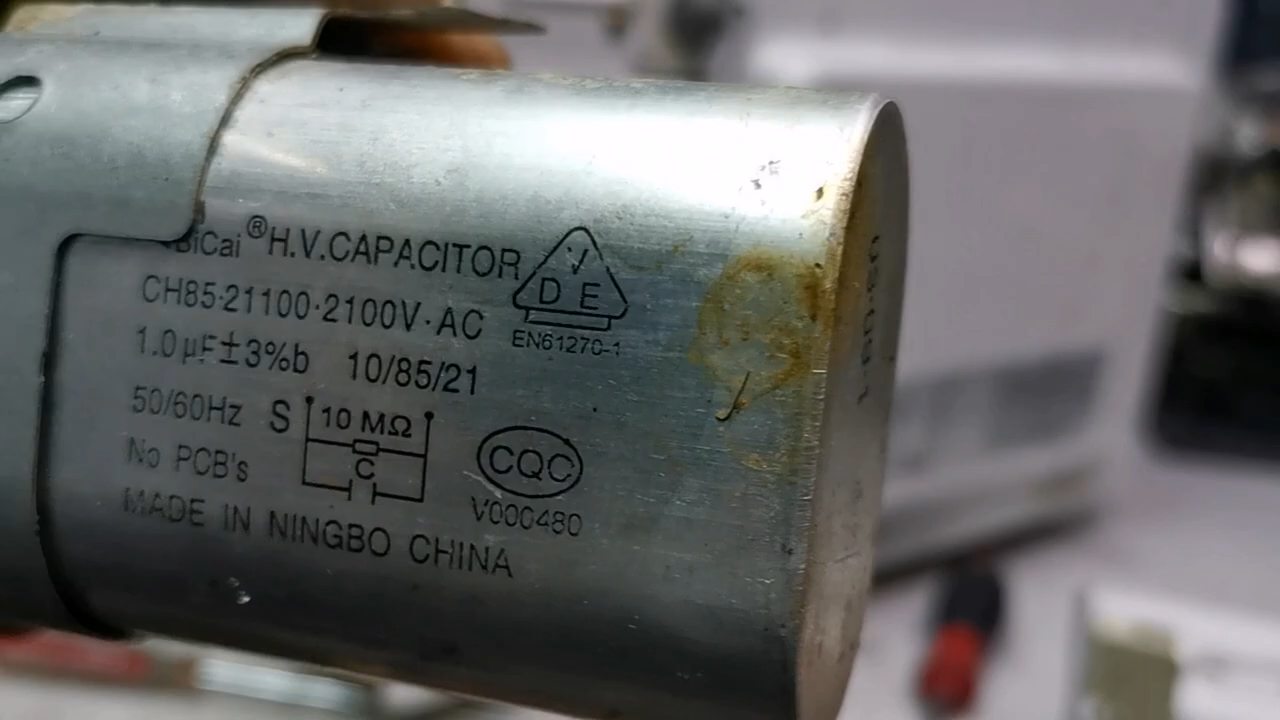 BiCai® H.V.CAPACITOR
CH85·21100·2100V·AC
1.0µF±3%b 10/85/21
50/60Hz S
10 MΩ
C
No PCB's
MADE IN NINGBO CHINA
V
D E
EN61270-1
CQC
V000480